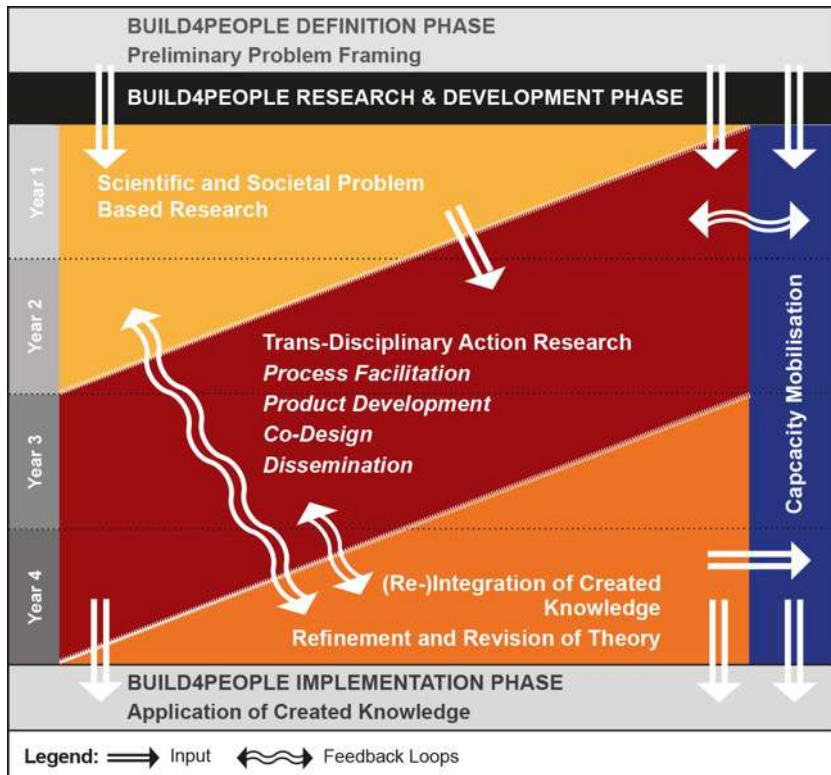 BUILD4PEOPLE DEFINITION PHASE
Preliminary Problem Framing
BUILD4PEOPLE RESEARCH & DEVELOPMENT PHASE
Year 1
Scientific and Societal Problem
Based Research
Year 2
Trans-Disciplinary Action Research
Process Facilitation
Product Development
Co-Design
Dissemination
Year 3
Capcacity Mobilisation
Year 4
(Re-)Integration of Created
Knowledge
Refinement and Revision of Theory
BUILD4PEOPLE IMPLEMENTATION PHASE
Application of Created Knowledge
Legend: Input Feedback Loops